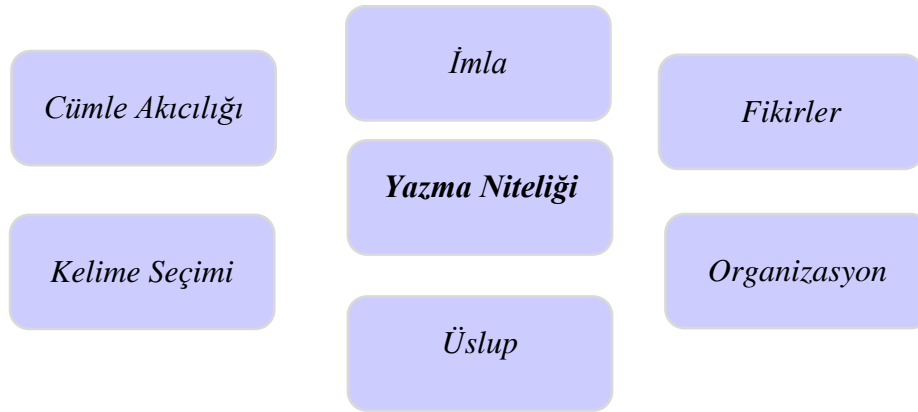 İmla
Cümle Akıcılığı
Fikirler
Yazma Niteliği
Kelime Seçimi
Organizasyon
Üslup